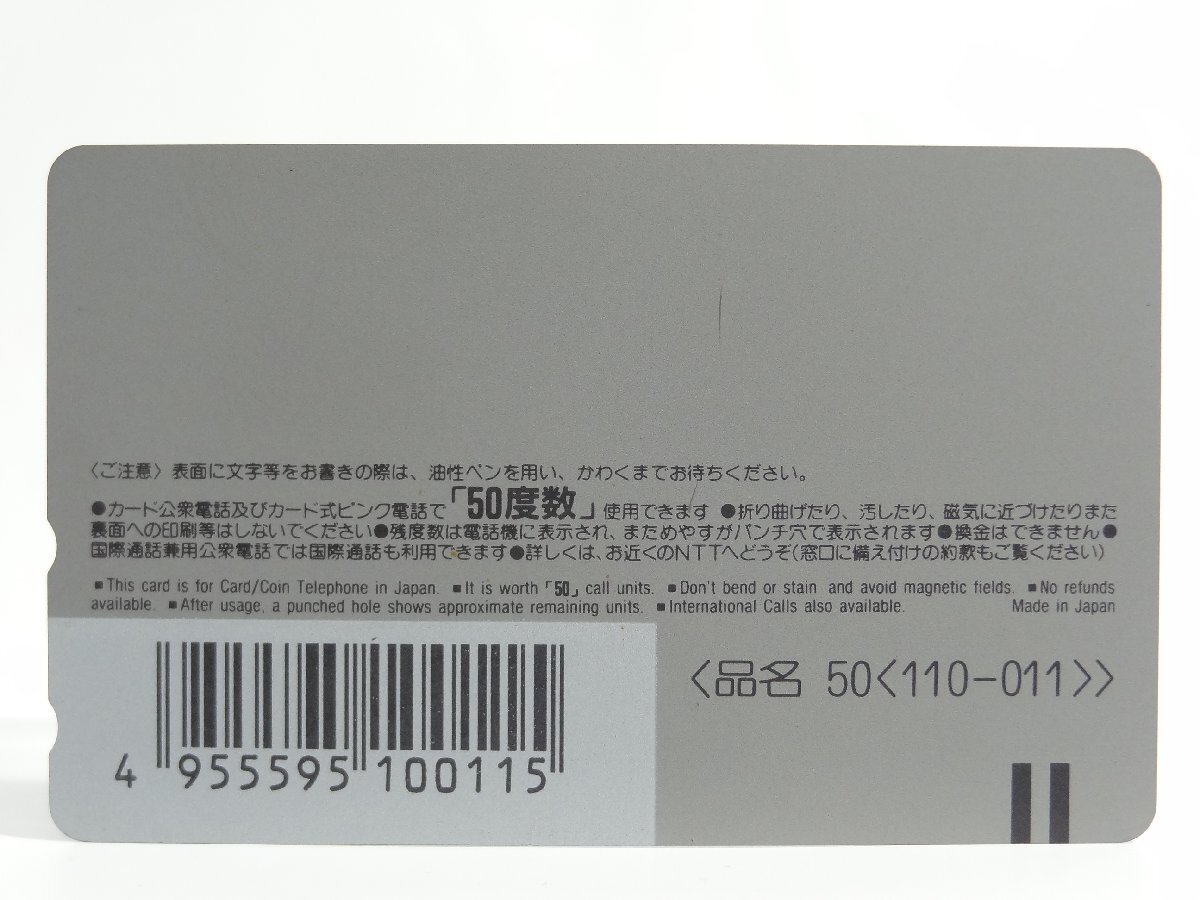 〈ご注意〉表面に文字等をお書きの際は、油性ペンを用い、かわくまでお待ちください。
●カード公衆電話及びカード式ピンク電話で「50度数」使用できます ●折り曲げたり、汚したり、磁気に近づけたりまた
裏面への印刷等はしないでください●残度数は電話機に表示され、まためやすがパンチ穴で表示されます●換金はできません●
国際通話兼用公衆電話では国際通話も利用できます●詳しくは、お近くのNTTへどうぞ(窓口に備え付けの約款もご覧ください)
■This card is for Card/Coin Telephone in Japan. ■It is worth「50」call units. ■Don't bend or stain and avoid magnetic fields. ■No refunds
available. ■After usage, a punched hole shows approximate remaining units. ■International Calls also available. Made in Japan
〈品名 50〈110-011〉〉
4 955595 100115